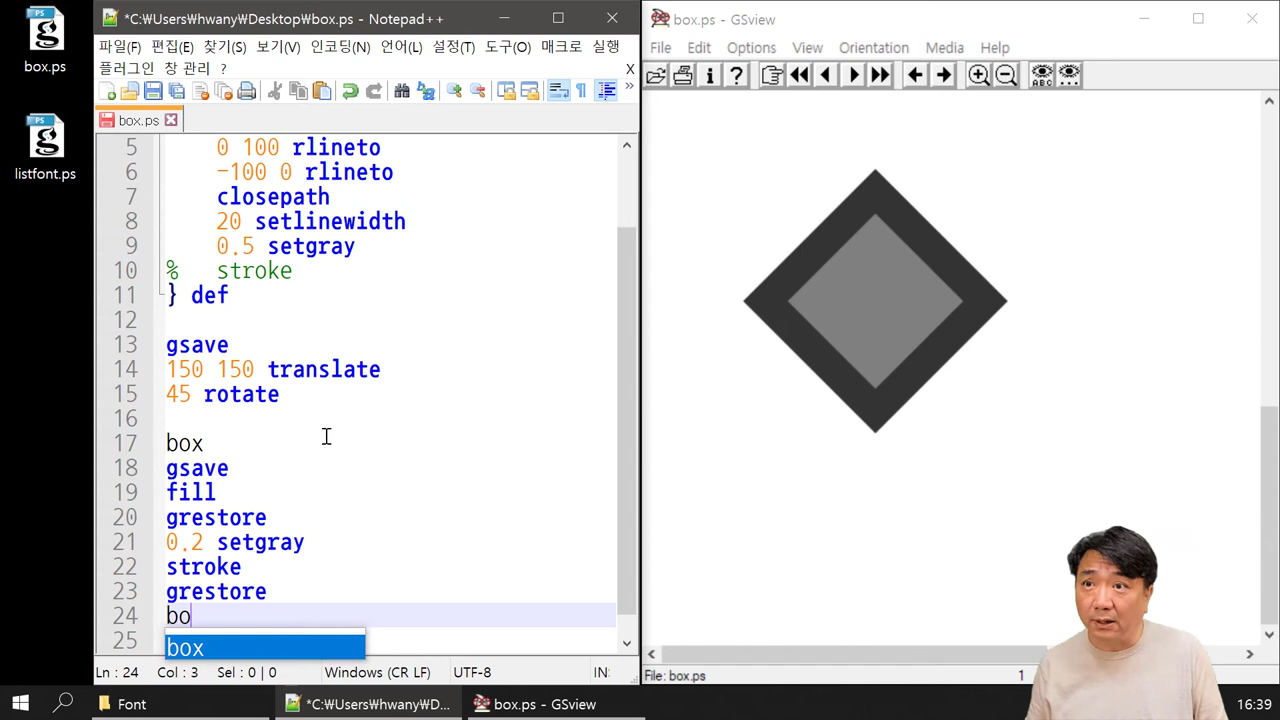 box.ps
listfont.ps
*C:₩Users₩hwany₩Desktop₩box.ps - Notepad++
파일(F) 편집(E) 찾기(S) 보기(V) 인코딩(N) 언어(L) 설정(T) 도구(O) 매크로 실행
플러그인 창 관리 ? X
box.ps
5 0 100 rlineto
6 -100 0 rlineto
7 closepath
8 20 setlinewidth
9 0.5 setgray
10 % stroke
11 } def
12
13 gsave
14 150 150 translate
15 45 rotate
16
17 box
18 gsave
19 fill
20 grestore
21 0.2 setgray
22 stroke
23 grestore
24 bo
25 box
Ln : 24 Col : 3 Sel : 0 | 0 Windows (CR LF) UTF-8 IN:
box.ps - GSview
File Edit Options View Orientation Media Help
ABC
File: box.ps 1
Font
*C:₩Users₩hwany₩D...
box.ps - GSview
16:39